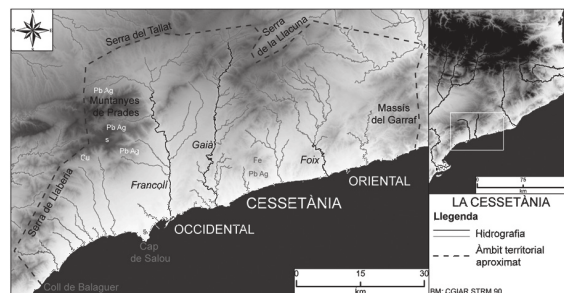 Serra del Tallat
Serra
de la Llacuna
Pb Ag
Muntanyes
de Prades
Pb Ag
s
Pb Ag
Cu
Serra de Llaberia
Francolí
Gaià
Fe
Pb Ag
Foix
Massís
del Garraf
ORIENTAL
CESSETÀNIA
OCCIDENTAL
Cap
de Salou
Coll de Balaguer
0 15 30
km
0 75
km
LA CESSETÀNIA
Llegenda
Hidrografia
Àmbit territorial
aproximat
BM: CGIAR STRM 90